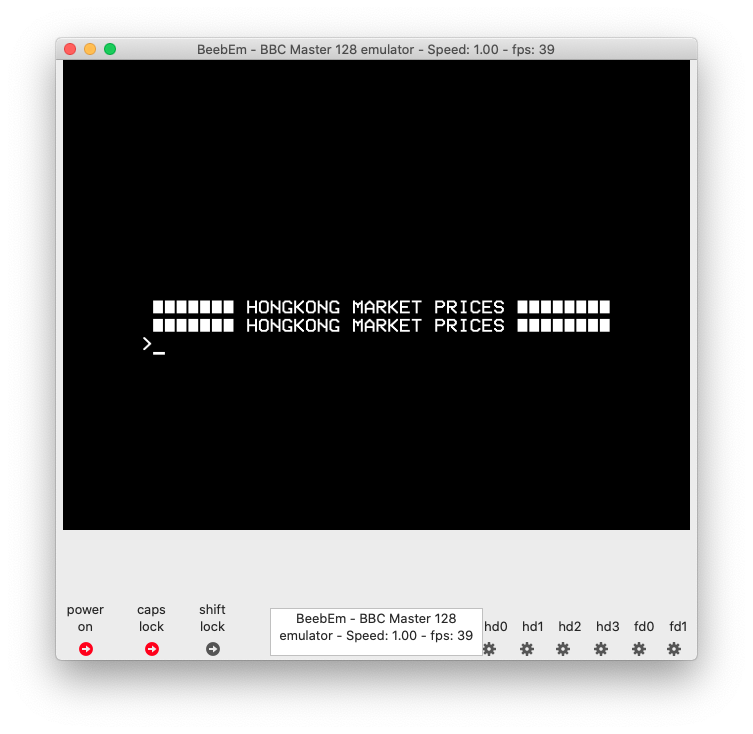 BeebEm - BBC Master 128 emulator - Speed: 1.00 - fps: 39
■■■■■■■ HONGKONG MARKET PRICES ■■■■■■■■
■■■■■■■ HONGKONG MARKET PRICES ■■■■■■■■
>_
power on
caps lock
shift lock
BeebEm - BBC Master 128
emulator - Speed: 1.00 - fps: 39
hd0 hd1 hd2 hd3 fd0 fd1